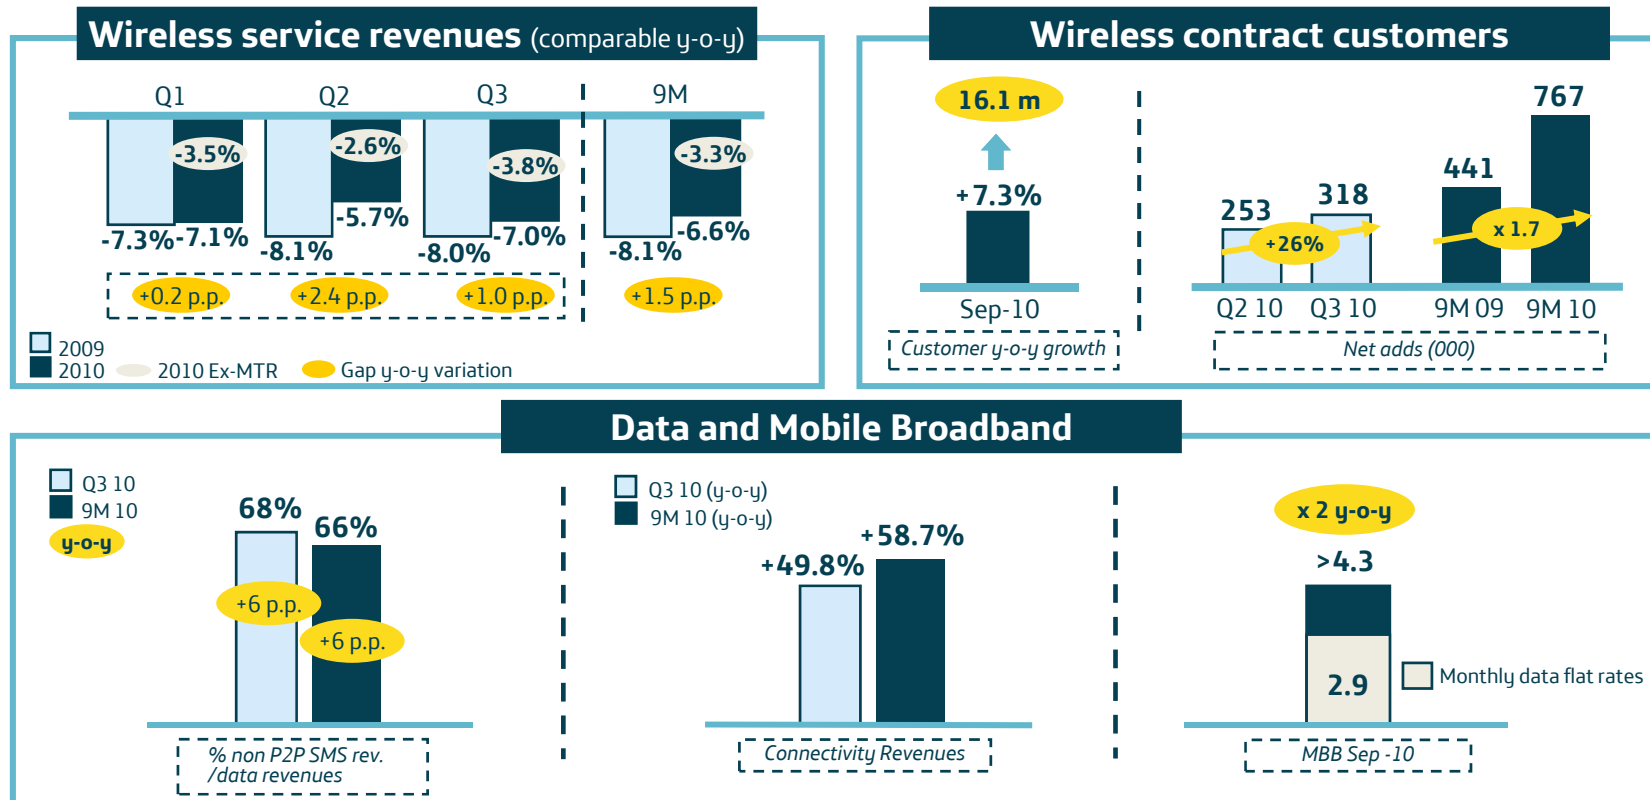 Wireless service revenues (comparable y-o-y)
Q1 Q2 Q3 9M
-3.5% -2.6% -3.8% -3.3%
-7.3% -7.1% -8.1% -5.7% -8.0% -7.0% -8.1% -6.6%
+0.2 p.p. +2.4 p.p. +1.0 p.p. +1.5 p.p.
2009
2010 2010 Ex-MTR Gap y-o-y variation
Wireless contract customers
16.1 m
+7.3%
Sep-10
Customer y-o-y growth
253 318 441 767
+26% x 1.7
Q2 10 Q3 10 9M 09 9M 10
Net adds (000)
Data and Mobile Broadband
Q3 10
9M 10
y-o-y
68% 66%
+6 p.p.
+6 p.p.
% non P2P SMS rev.
/data revenues
Q3 10 (y-o-y)
9M 10 (y-o-y)
+49.8% +58.7%
Connectivity Revenues
x 2 y-o-y
>4.3
2.9
Monthly data flat rates
MBB Sep -10